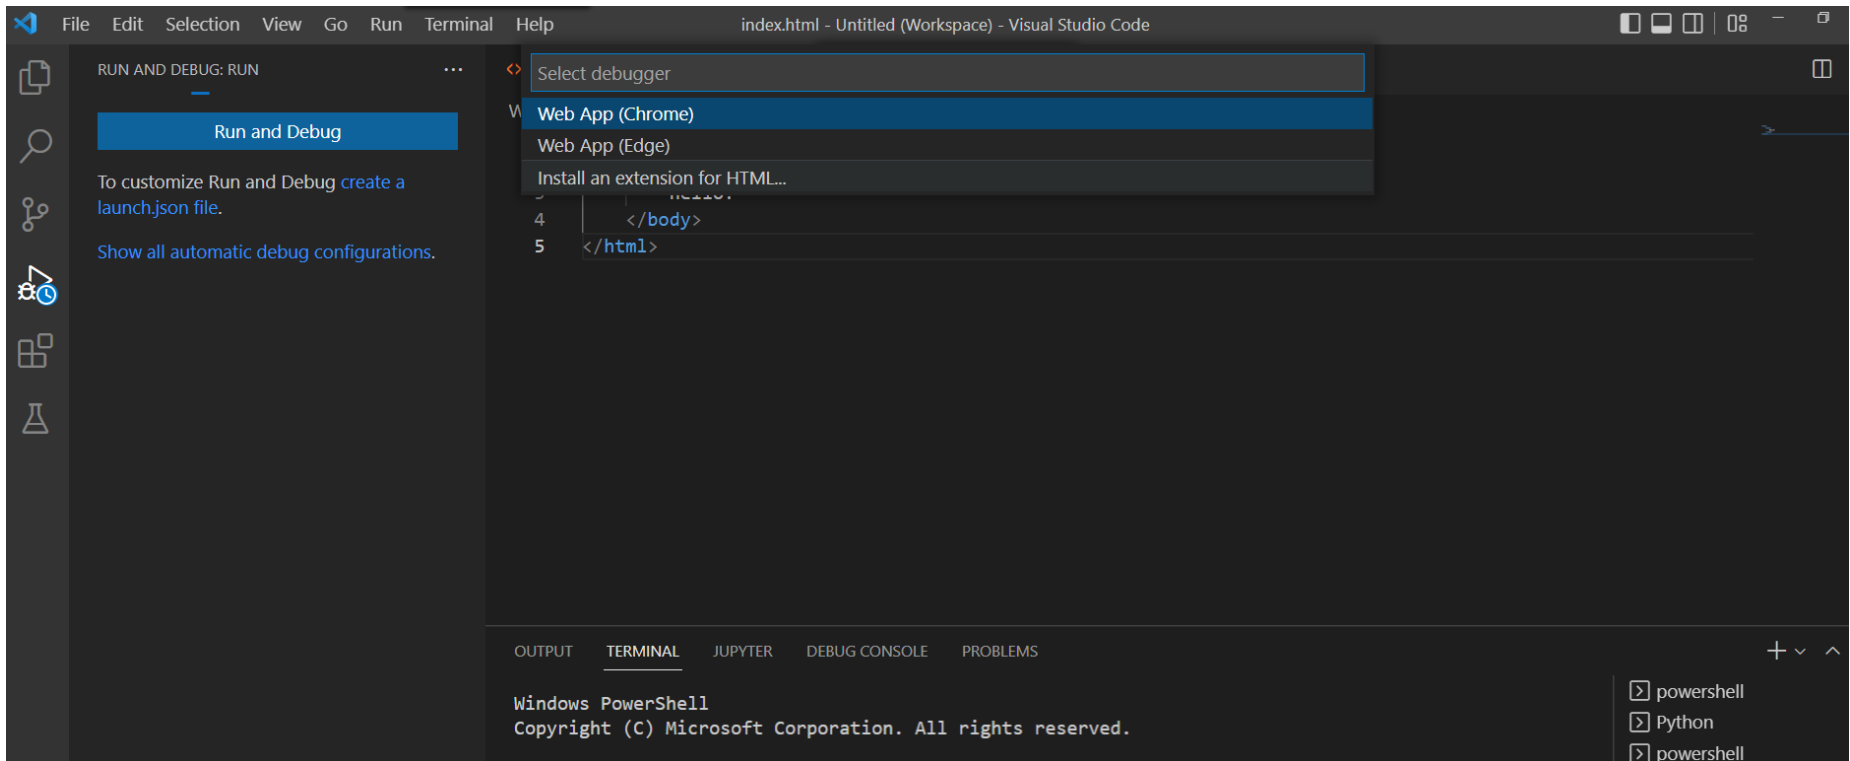 File Edit Selection View Go Run Terminal Help
index.html - Untitled (Workspace) - Visual Studio Code
RUN AND DEBUG: RUN ...
Run and Debug
To customize Run and Debug create a
launch.json file.
Show all automatic debug configurations.
<>
Select debugger
W
Web App (Chrome)
Web App (Edge)
Install an extension for HTML...
4 </body>
5 </html>
OUTPUT TERMINAL JUPYTER DEBUG CONSOLE PROBLEMS
Windows PowerShell
Copyright (C) Microsoft Corporation. All rights reserved.
powershell
Python
powershell